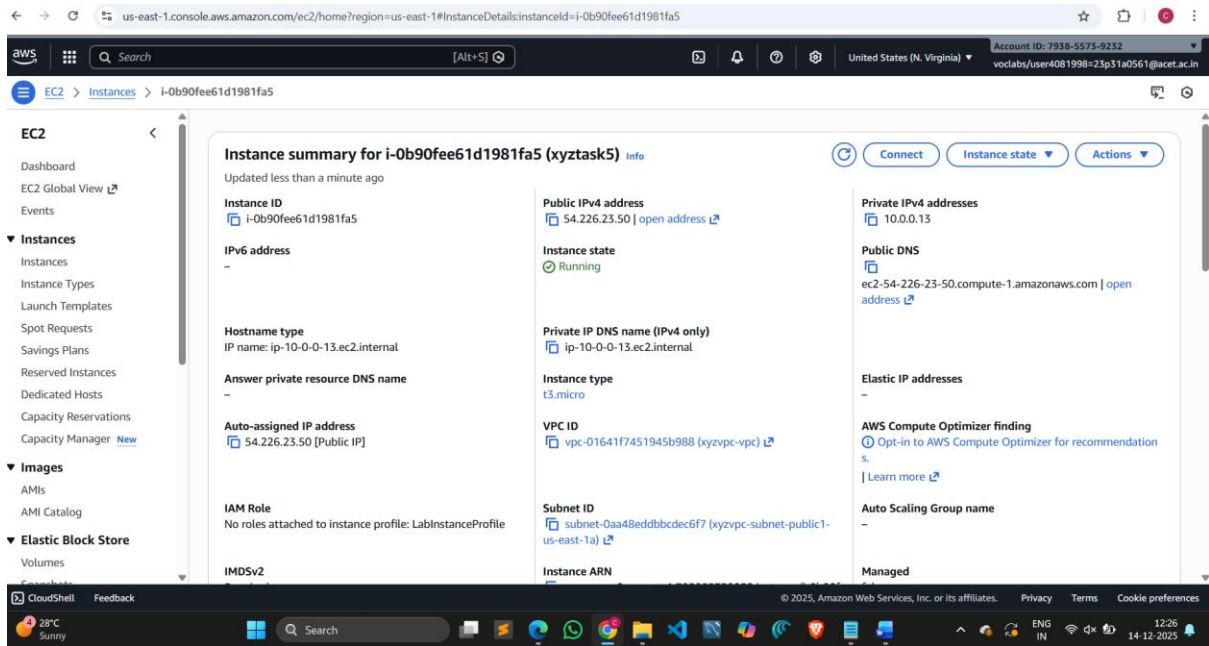 us-east-1.console.aws.amazon.com/ec2/home?region=us-east-1#InstanceDetails:instanceId=i-0b90fee61d1981fa5
C
aws
Search
[Alt+S]
United States (N. Virginia)
Account ID: 7938-5573-9232
voclabs/user4081998=23p31a0561@acet.ac.in
EC2 > Instances > i-0b90fee61d1981fa5
EC2
Dashboard
EC2 Global View
Events
Instances
Instances
Instance Types
Launch Templates
Spot Requests
Savings Plans
Reserved Instances
Dedicated Hosts
Capacity Reservations
Capacity Manager New
Images
AMIs
AMI Catalog
Elastic Block Store
Volumes
Instance summary for i-0b90fee61d1981fa5 (xyztask5) Info
Connect
Instance state
Actions
Updated less than a minute ago
Instance ID
i-0b90fee61d1981fa5
Public IPv4 address
54.226.23.50 | open address
Private IPv4 addresses
10.0.0.13
IPv6 address
–
Instance state
Running
Public DNS
ec2-54-226-23-50.compute-1.amazonaws.com | open
address
Hostname type
IP name: ip-10-0-0-13.ec2.internal
Private IP DNS name (IPv4 only)
ip-10-0-0-13.ec2.internal
Answer private resource DNS name
–
Instance type
t3.micro
Elastic IP addresses
–
Auto-assigned IP address
54.226.23.50 [Public IP]
VPC ID
vpc-01641f7451945b988 (xyzvpc-vpc)
AWS Compute Optimizer finding
Opt-in to AWS Compute Optimizer for recommendation
s.
| Learn more
IAM Role
No roles attached to instance profile: LabInstanceProfile
Subnet ID
subnet-0aa48eddbbcdec6f7 (xyzvpc-subnet-public1-
us-east-1a)
Auto Scaling Group name
–
IMDSv2
Instance ARN
Managed
CloudShell
Feedback
© 2025, Amazon Web Services, Inc. or its affiliates.
Privacy
Terms
Cookie preferences
4
28°C
Sunny
Search
ENG
IN
12:26
14-12-2025